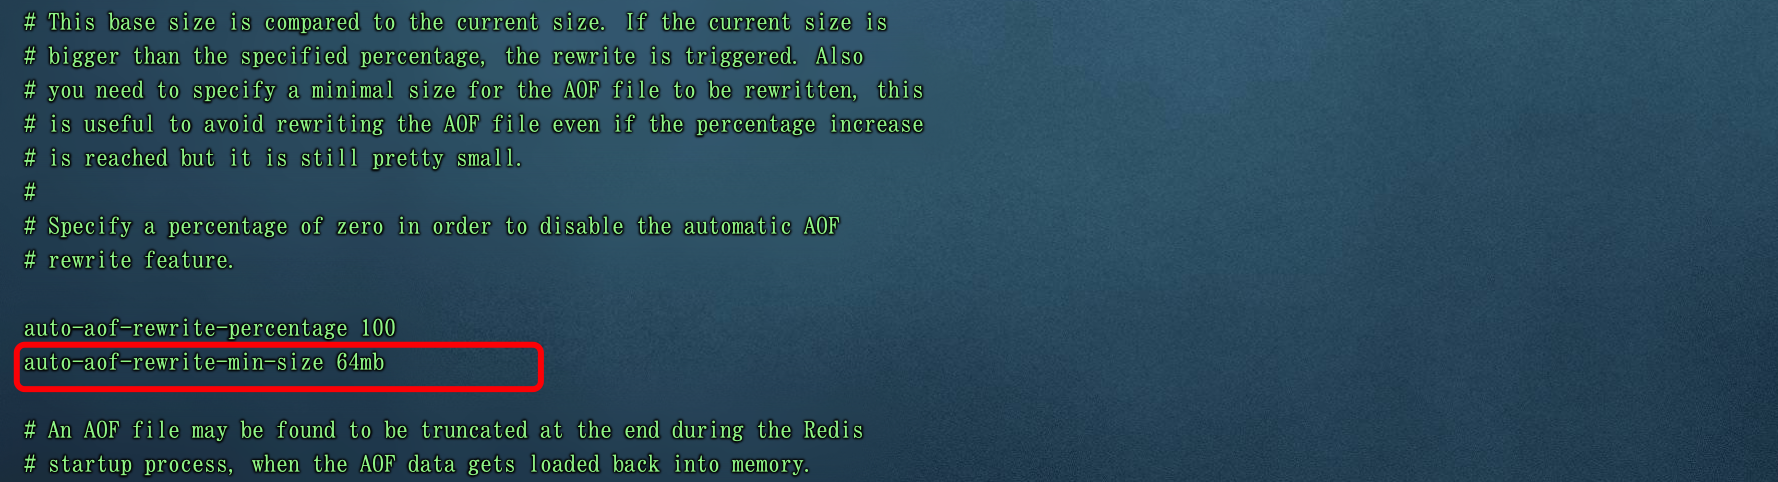 # This base size is compared to the current size. If the current size is
# bigger than the specified percentage, the rewrite is triggered. Also
# you need to specify a minimal size for the AOF file to be rewritten, this
# is useful to avoid rewriting the AOF file even if the percentage increase
# is reached but it is still pretty small.
#
# Specify a percentage of zero in order to disable the automatic AOF
# rewrite feature.
auto-aof-rewrite-percentage 100
auto-aof-rewrite-min-size 64mb
# An AOF file may be found to be truncated at the end during the Redis
# startup process, when the AOF data gets loaded back into memory.